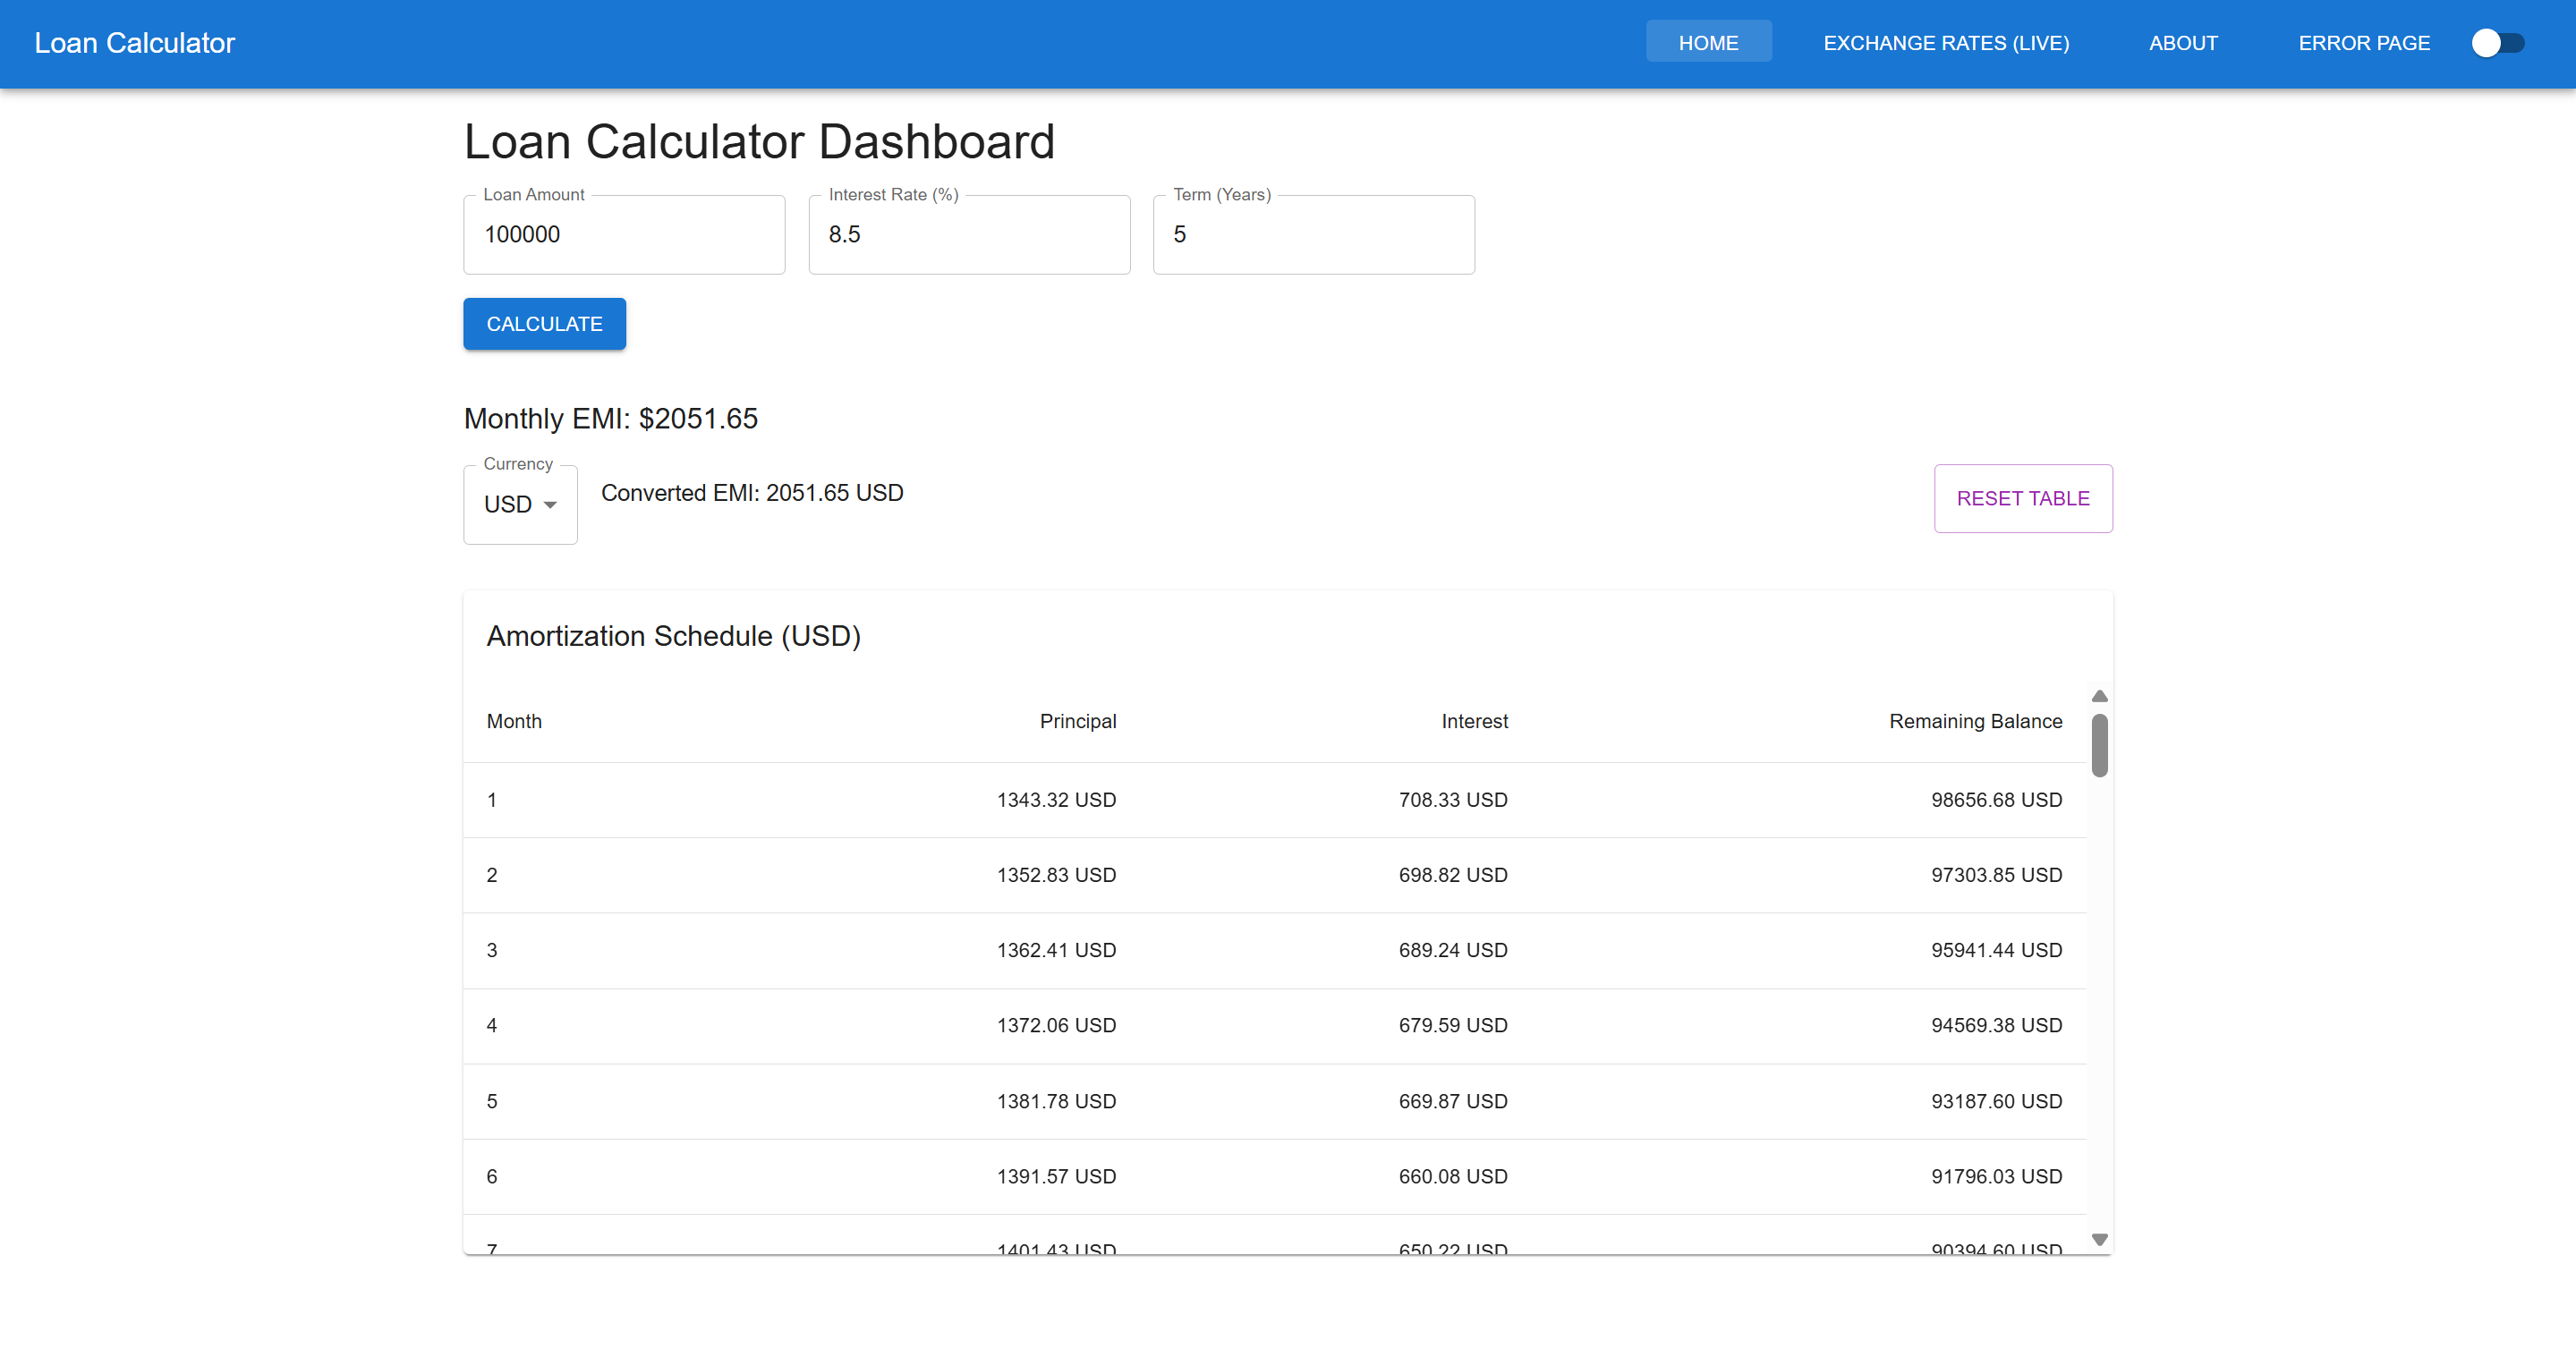 Loan Calculator HOME EXCHANGE RATES (LIVE) ABOUT ERROR PAGE
Loan Calculator Dashboard
Loan Amount Interest Rate (%) Term (Years)
100000 8.5 5
CALCULATE
Monthly EMI: $2051.65
Currency
USD Converted EMI: 2051.65 USD RESET TABLE
Amortization Schedule (USD)
Month Principal Interest Remaining Balance
1 1343.32 USD 708.33 USD 98656.68 USD
2 1352.83 USD 698.82 USD 97303.85 USD
3 1362.41 USD 689.24 USD 95941.44 USD
4 1372.06 USD 679.59 USD 94569.38 USD
5 1381.78 USD 669.87 USD 93187.60 USD
6 1391.57 USD 660.08 USD 91796.03 USD
7 1401.43 USD 650.22 USD 90394.60 USD